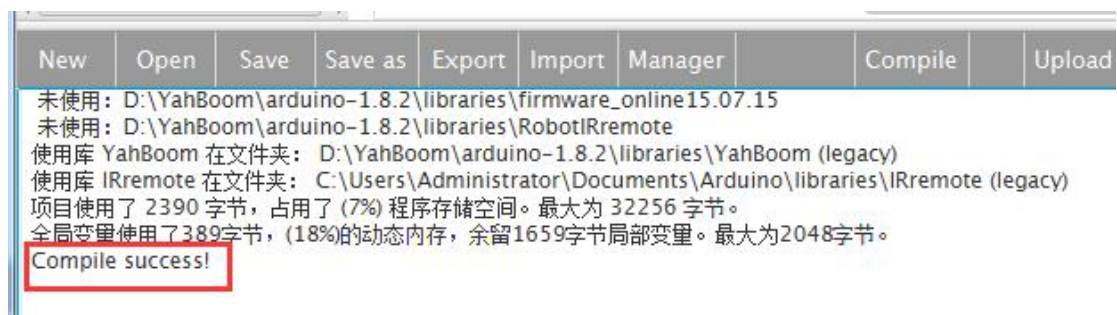 New Open Save Save as Export Import Manager Compile Upload
未使用: D:\YahBoom\arduino-1.8.2\libraries\firmware_online15.07.15
未使用: D:\YahBoom\arduino-1.8.2\libraries\RobotIRremote
使用库 YahBoom 在文件夹: D:\YahBoom\arduino-1.8.2\libraries\YahBoom (legacy)
使用库 IRremote 在文件夹: C:\Users\Administrator\Documents\Arduino\libraries\IRremote (legacy)
项目使用了 2390 字节，占用了 (7%) 程序存储空间。最大为 32256 字节。
全局变量使用了389字节，(18%)的动态内存，余留1659字节局部变量。最大为2048字节。
Compile success!